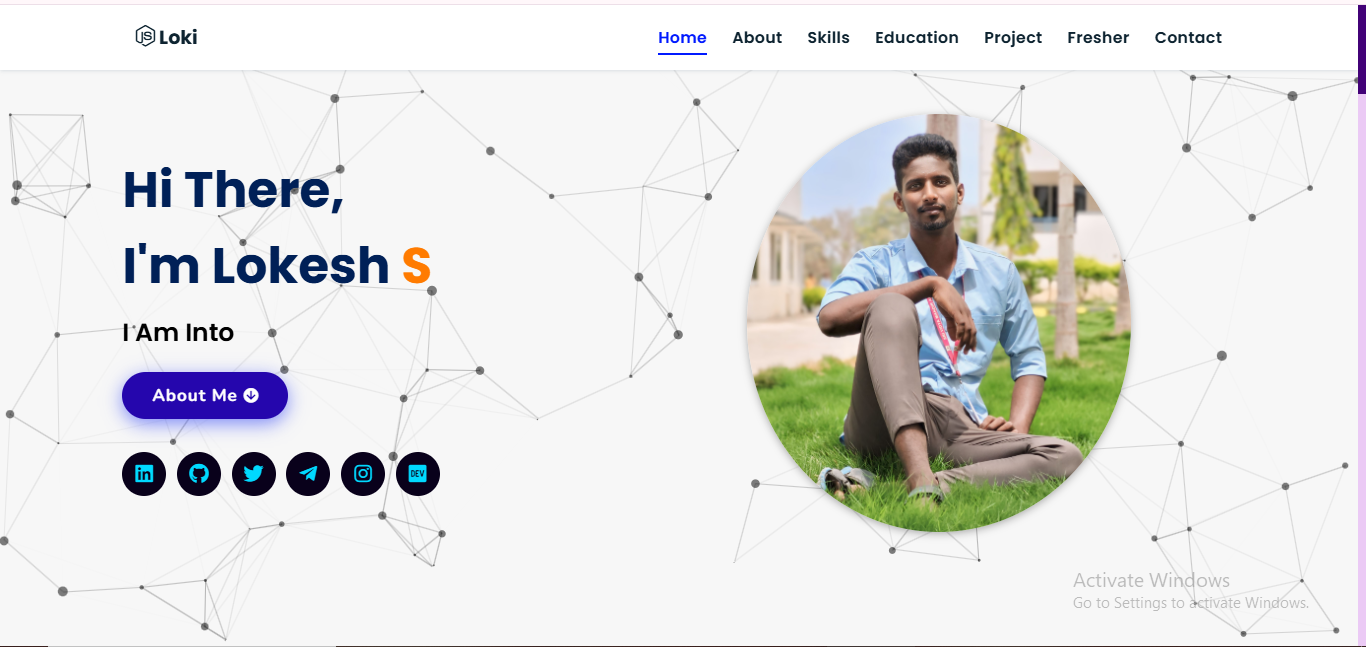 Loki
Home About Skills Education Project Fresher Contact
Hi There,
I'm Lokesh S
I Am Into
About Me
DEV
Activate Windows
Go to Settings to activate Windows.